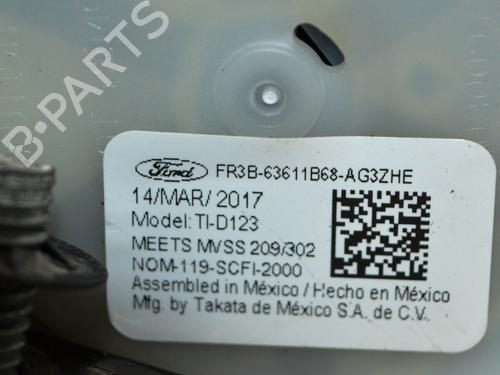 B-PARTS
Ford FR3B-63611B68-AG3ZHE
14/MAR/ 2017
Model: TI-D123
MEETS MVSS 209/302
NOM-119-SCFI-2000
Assembled in México / Hecho en México
Mfg. by Takata de México S.A. de C.V.